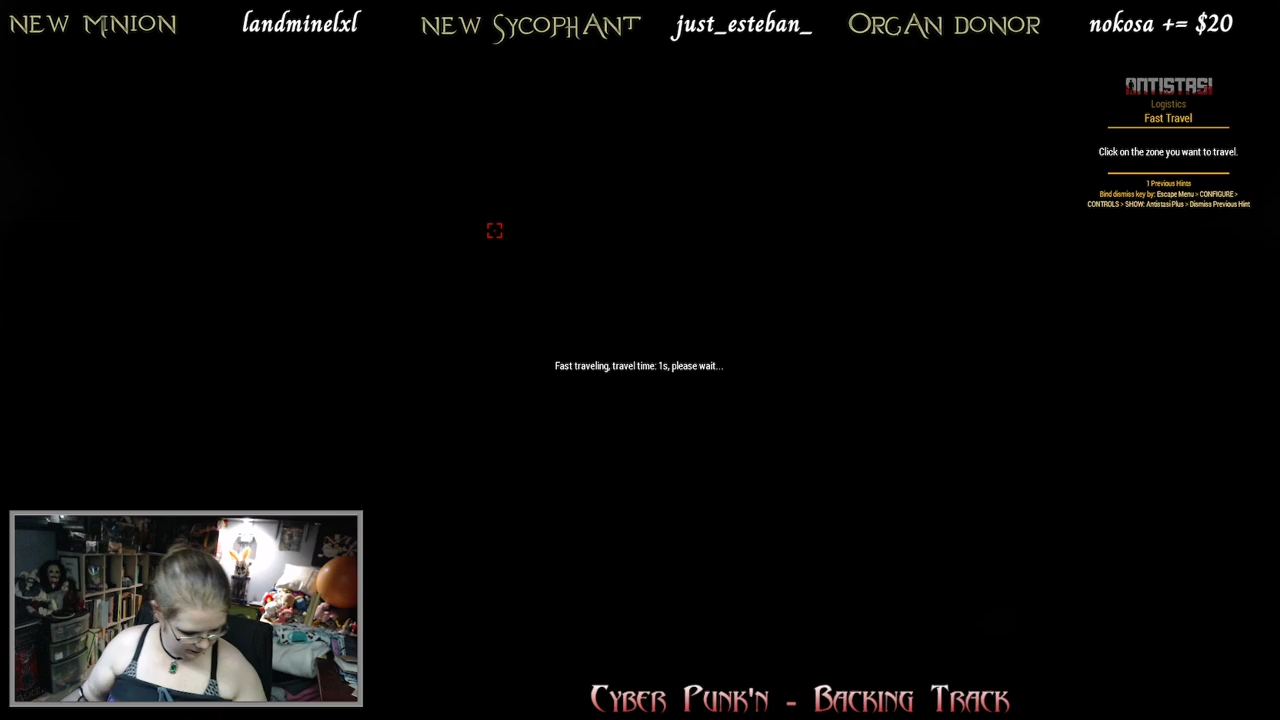 NEW MINION landminelxl NEW SYCOPHANT just_esteban_ ORGAN DONOR nokosa += $20
ANTISTASI
Logistics
Fast Travel
Click on the zone you want to travel.
1 Previous Hints
Bind dismiss key by: Escape Menu > CONFIGURE >
CONTROLS > SHOW: Antistasi Plus > Dismiss Previous Hint
Fast traveling, travel time: 1s, please wait...
CYBER PUNK'N - BACKING TRACK